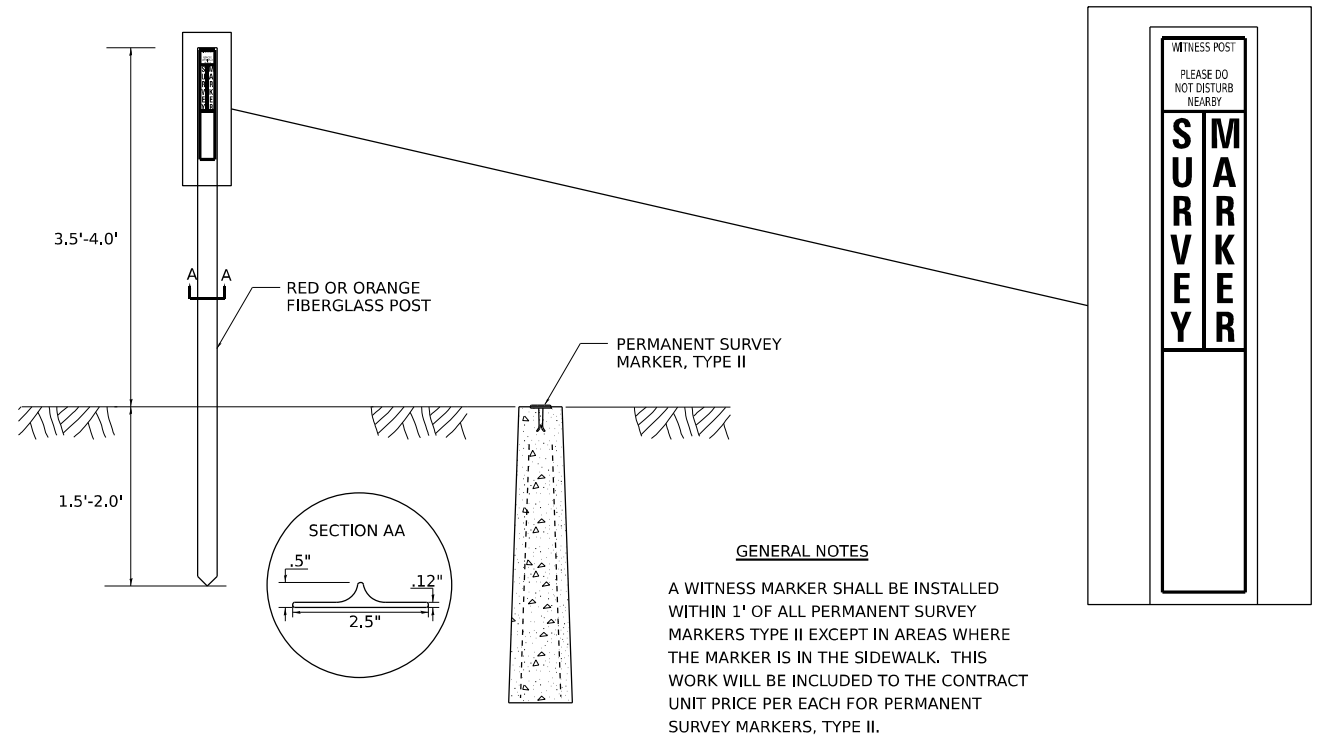 WITNESS POST
PLEASE DO
NOT DISTURB
NEARBY
SURVEY
MARKER
3.5'-4.0'
A A
RED OR ORANGE
FIBERGLASS POST
PERMANENT SURVEY
MARKER, TYPE II
1.5'-2.0'
SECTION AA
.5"
.12"
2.5"
GENERAL NOTES
A WITNESS MARKER SHALL BE INSTALLED
WITHIN 1' OF ALL PERMANENT SURVEY
MARKERS TYPE II EXCEPT IN AREAS WHERE
THE MARKER IS IN THE SIDEWALK. THIS
WORK WILL BE INCLUDED TO THE CONTRACT
UNIT PRICE PER EACH FOR PERMANENT
SURVEY MARKERS, TYPE II.